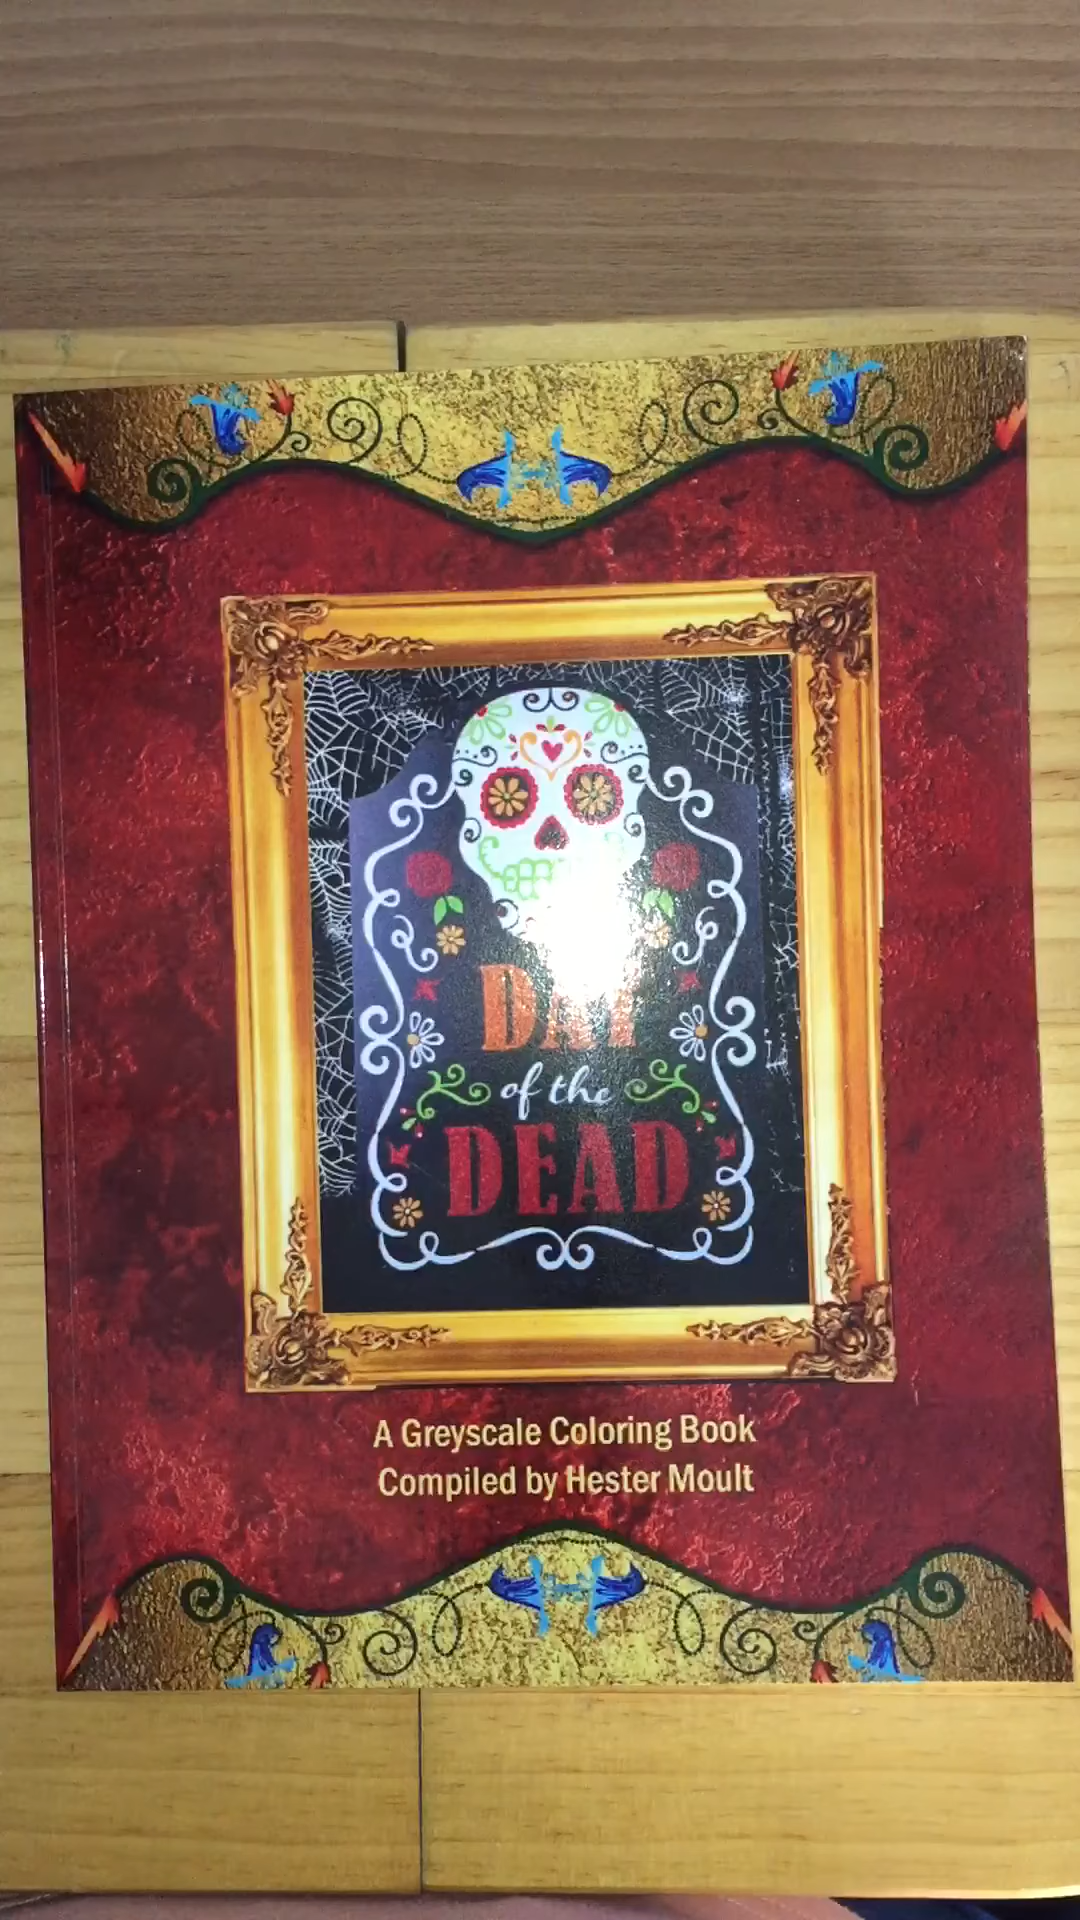 DAY
of the
DEAD
A Greyscale Coloring Book
Compiled by Hester Moult